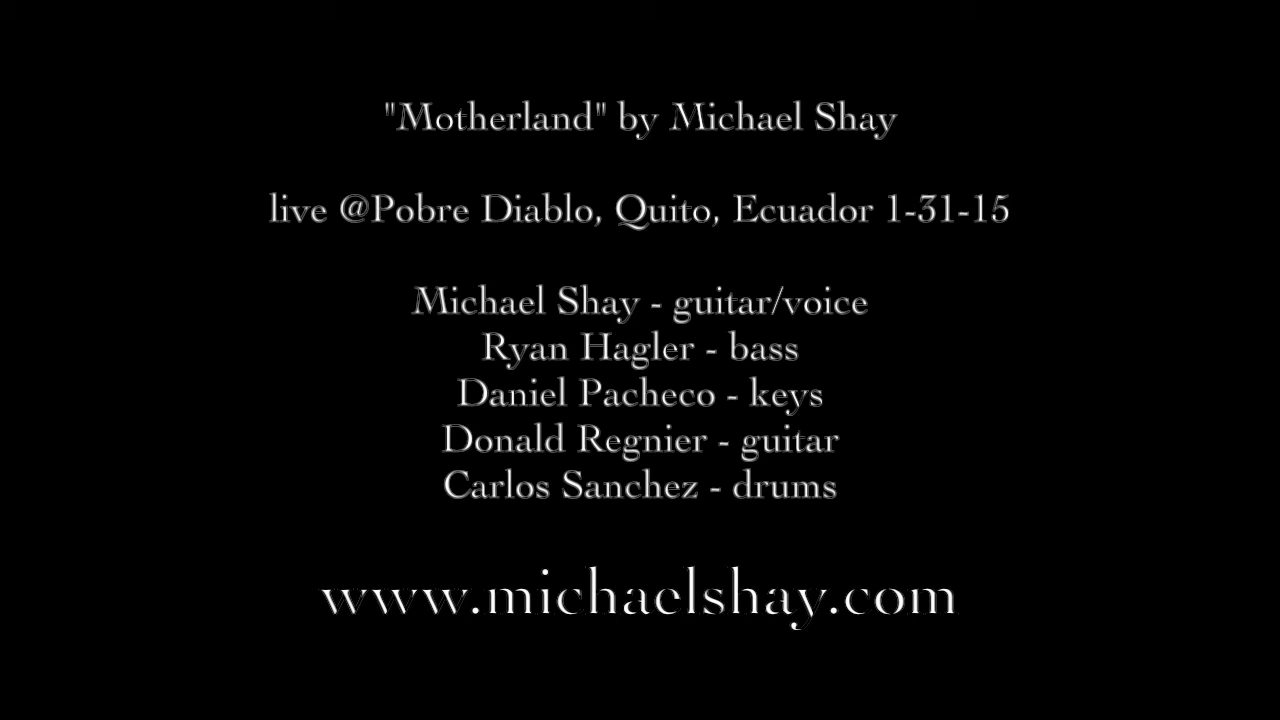 "Motherland" by Michael Shay
live @Pobre Diablo, Quito, Ecuador 1-31-15
Michael Shay - guitar/voice
Ryan Hagler - bass
Daniel Pacheco - keys
Donald Regnier - guitar
Carlos Sanchez - drums
www.michaelshay.com